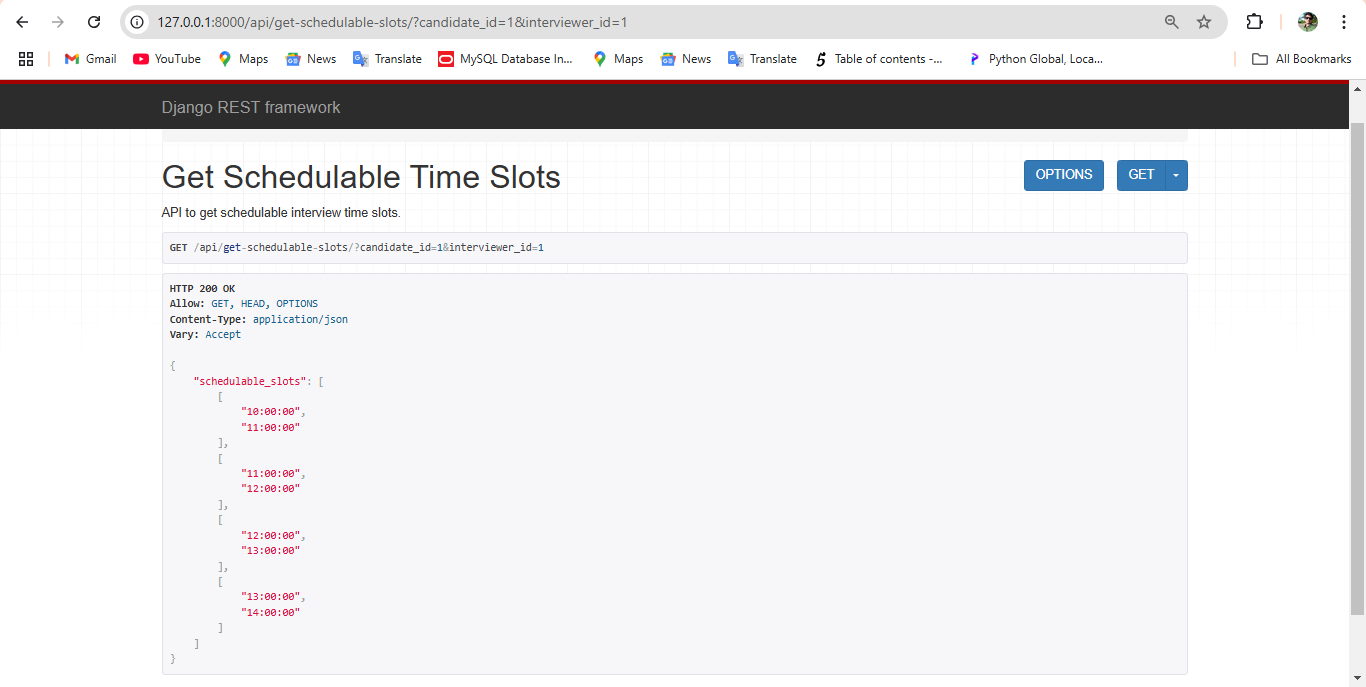 127.0.0.1:8000/api/get-schedulable-slots/?candidate_id=1&interviewer_id=1
Gmail YouTube Maps News Translate MySQL Database In... Maps News Translate Table of contents -... Python Global, Loca... All Bookmarks
Django REST framework
Get Schedulable Time Slots
OPTIONS GET
API to get schedulable interview time slots.
GET /api/get-schedulable-slots/?candidate_id=1&interviewer_id=1
HTTP 200 OK
Allow: GET, HEAD, OPTIONS
Content-Type: application/json
Vary: Accept
{
"schedulable_slots": [
[
"10:00:00",
"11:00:00"
],
[
"11:00:00",
"12:00:00"
],
[
"12:00:00",
"13:00:00"
],
[
"13:00:00",
"14:00:00"
]
]
}